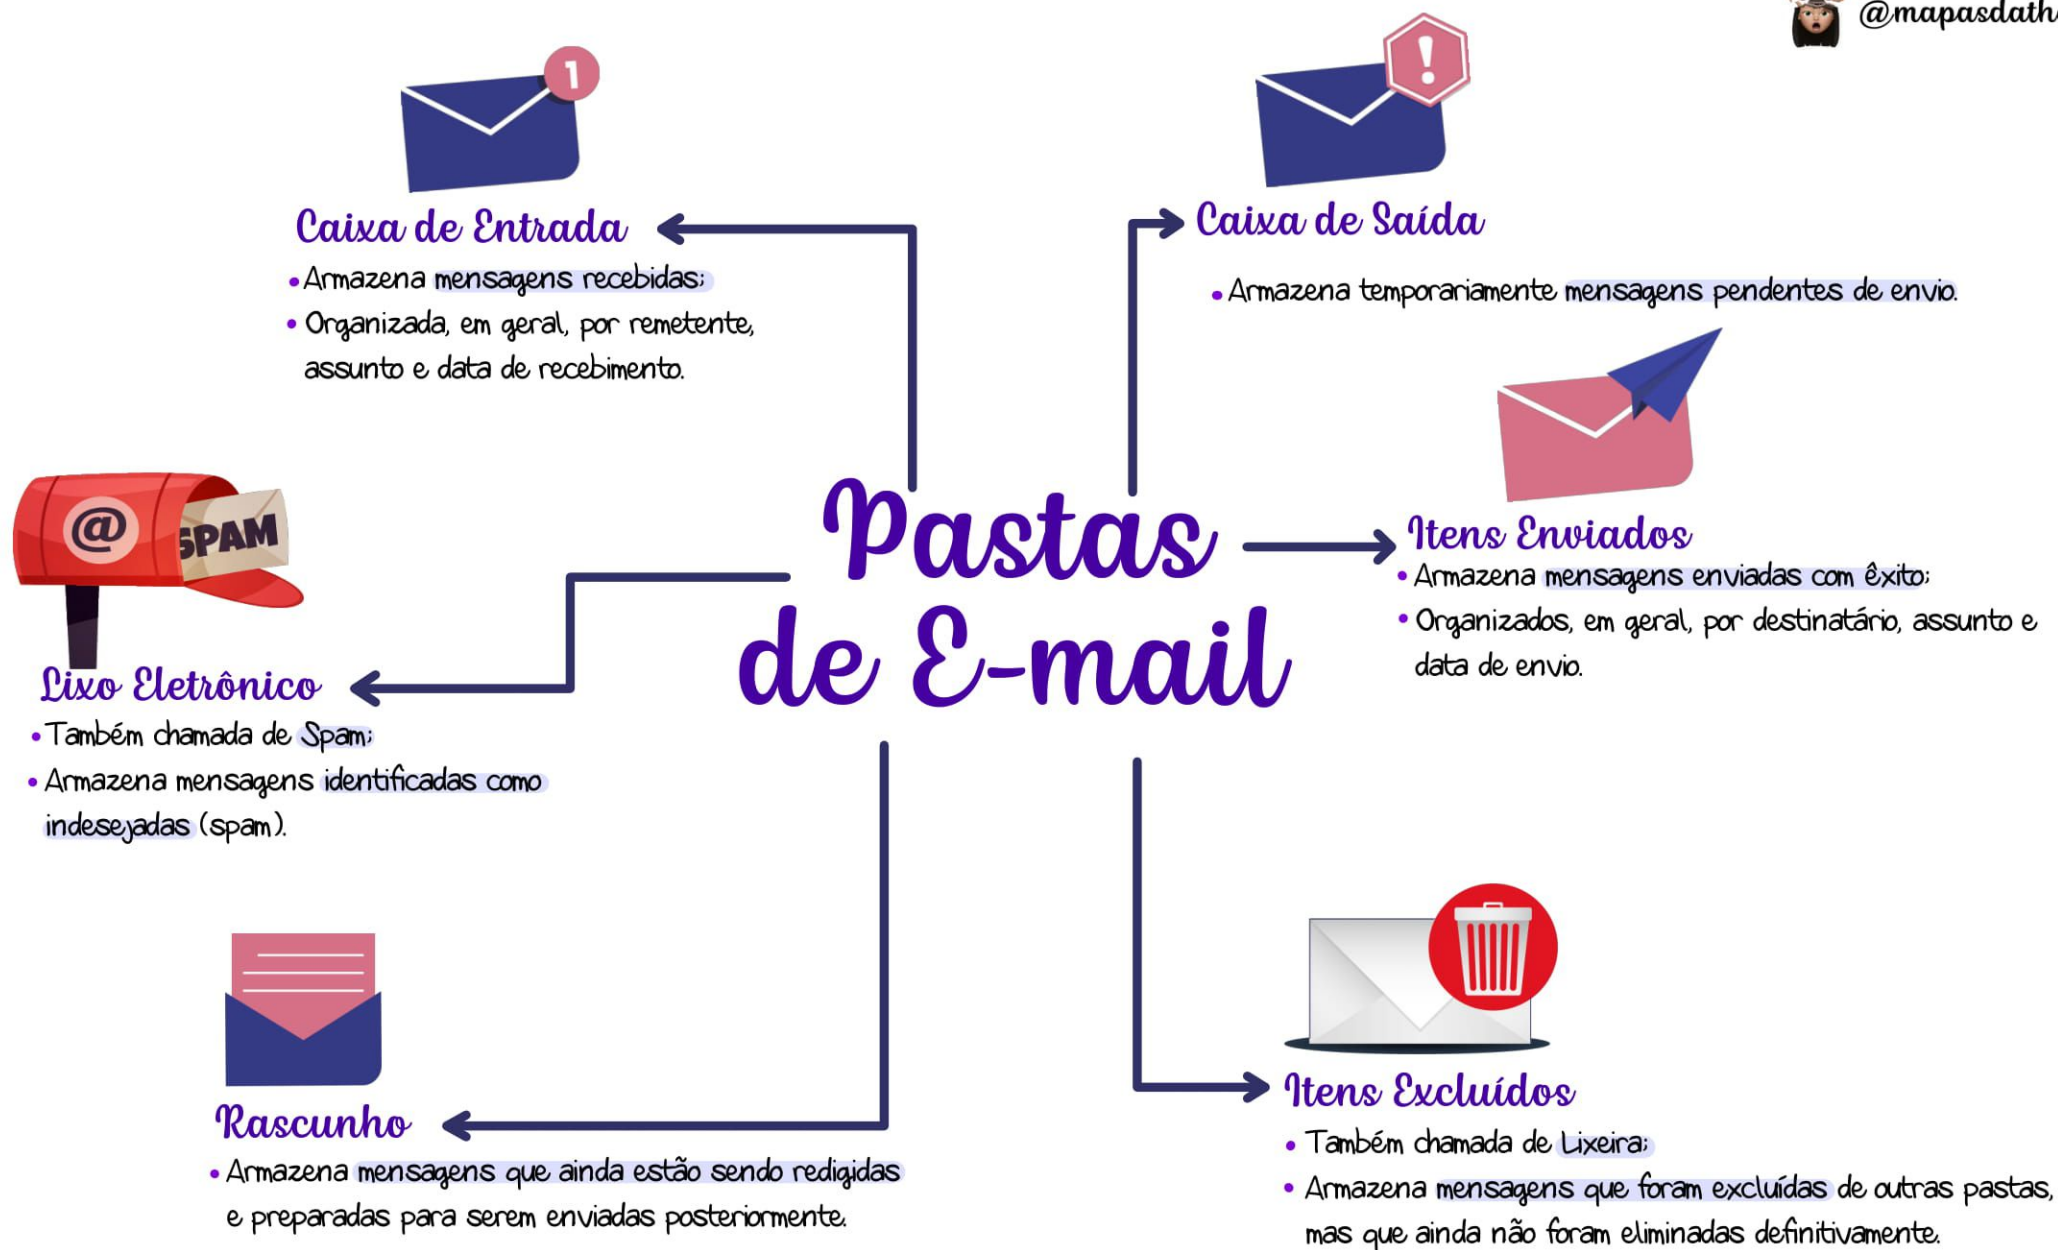 @mapasdath
1
!
Caixa de Entrada
• Armazena mensagens recebidas;
• Organizada, em geral, por remetente,
assunto e data de recebimento.
Caixa de Saída
• Armazena temporariamente mensagens pendentes de envio.
Pastas
de E-mail
Itens Enviados
• Armazena mensagens enviadas com êxito;
• Organizados, em geral, por destinatário, assunto e
data de envio.
@
SPAM
Lixo Eletrônico
• Também chamada de Spam;
• Armazena mensagens identificadas como
indesejadas (spam).
Rascunho
• Armazena mensagens que ainda estão sendo redigidas
e preparadas para serem enviadas posteriormente.
Itens Excluídos
• Também chamada de Lixeira;
• Armazena mensagens que foram excluídas de outras pastas,
mas que ainda não foram eliminadas definitivamente.